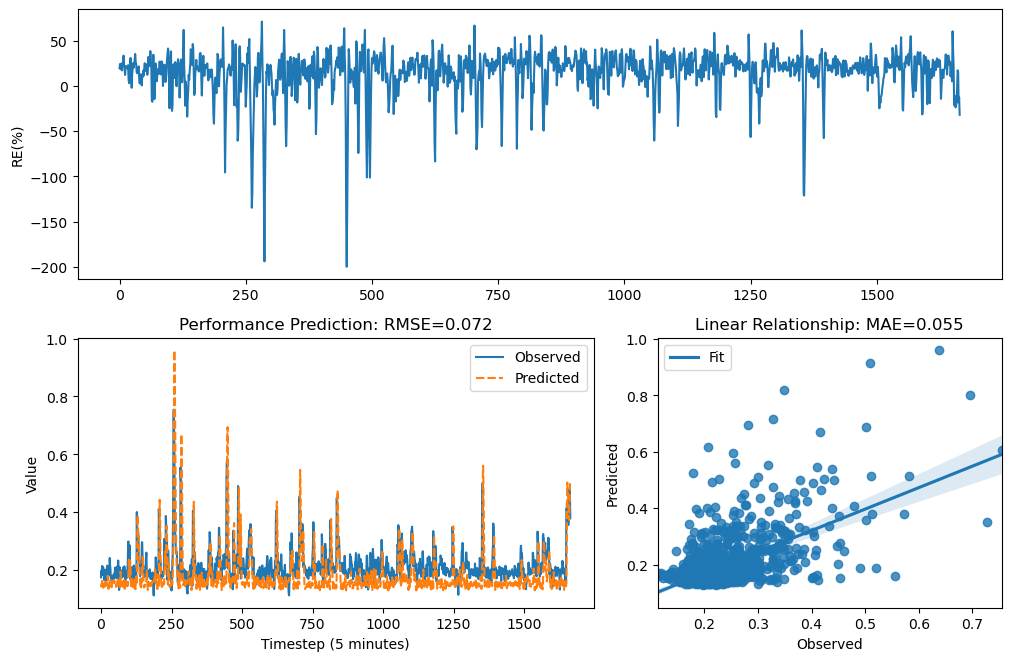 50
0
−50
−100
−150
−200
RE(%)
0 250 500 750 1000 1250 1500
Performance Prediction: RMSE=0.072
Observed
Predicted
1.0
0.8
0.6
0.4
0.2
Value
0 250 500 750 1000 1250 1500
Timestep (5 minutes)
Linear Relationship: MAE=0.055
Fit
1.0
0.8
0.6
0.4
0.2
Predicted
0.2 0.3 0.4 0.5 0.6 0.7
Observed